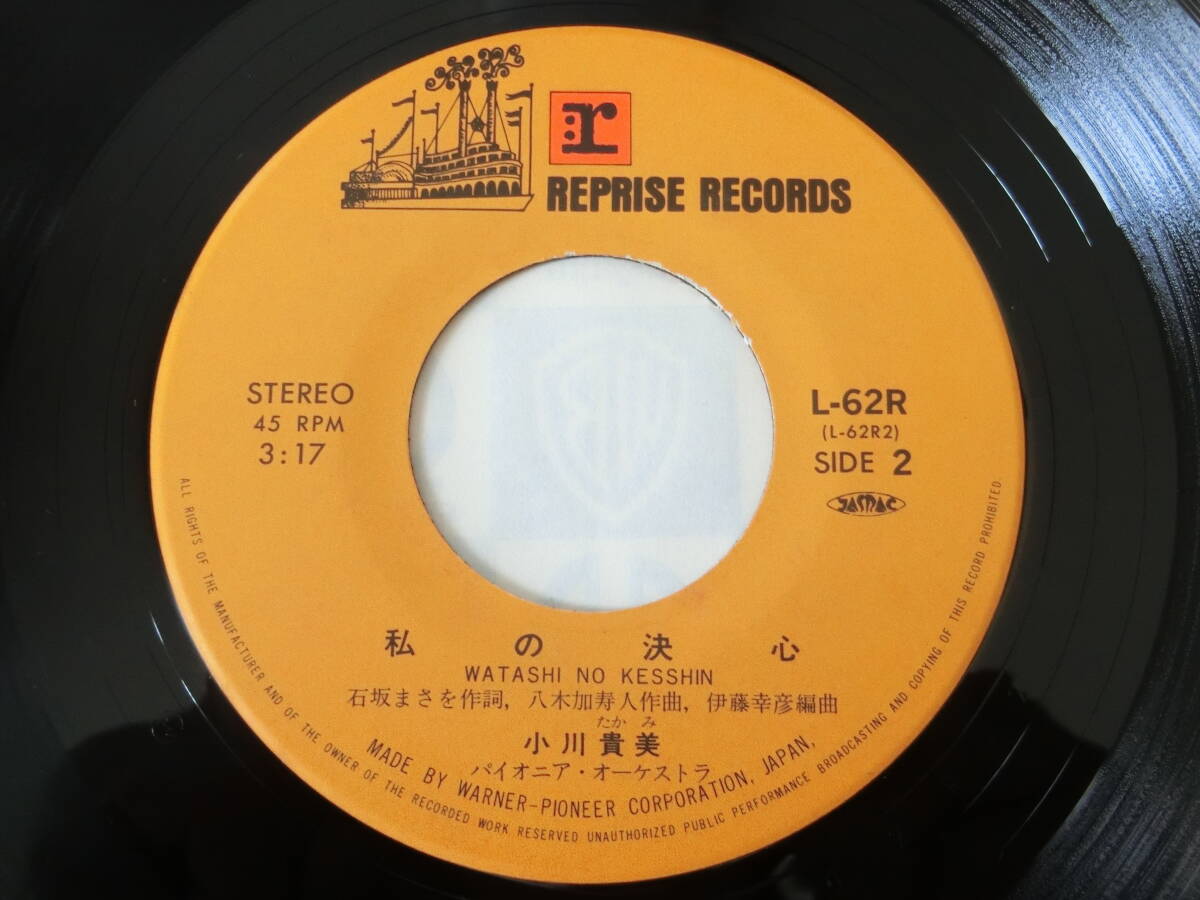 r
REPRISE RECORDS
STEREO
45 RPM
3:17
L-62R
(L-62R2)
SIDE 2
JASRAC
私の決心
WATASHI NO KESSHIN
石坂まさを作詞, 八木加寿人作曲, 伊藤幸彦編曲
たかみ
小川貴美
パイオニア・オーケストラ
MADE BY WARNER-PIONEER CORPORATION, JAPAN,
ALL RIGHTS OF THE MANUFACTURER AND OF THE OWNER OF THE RECORDED WORK RESERVED UNAUTHORIZED PUBLIC PERFORMANCE BROADCASTING AND COPYING OF THIS RECORD PROHIBITED.